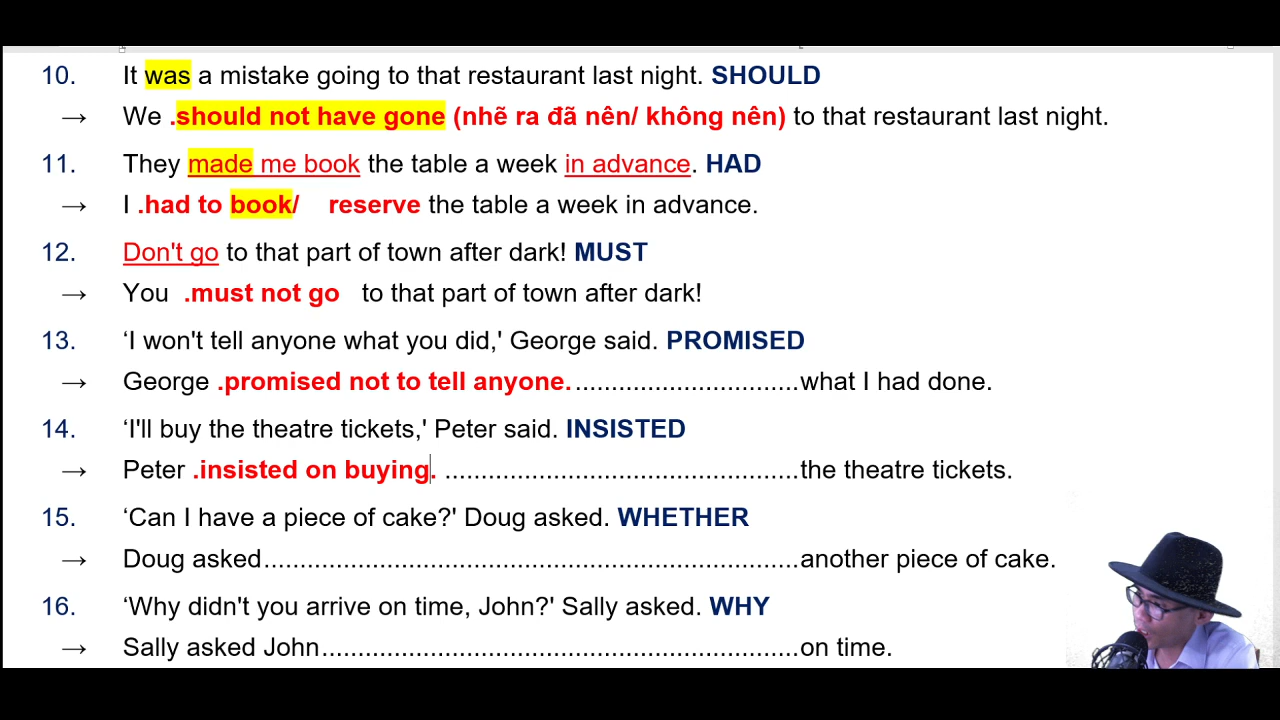 10. It was a mistake going to that restaurant last night. SHOULD
→ We .should not have gone (nhẽ ra đã nên/ không nên) to that restaurant last night.
11. They made me book the table a week in advance. HAD
→ I .had to book/ reserve the table a week in advance.
12. Don't go to that part of town after dark! MUST
→ You .must not go to that part of town after dark!
13. ‘I won't tell anyone what you did,' George said. PROMISED
→ George .promised not to tell anyone. ...............................what I had done.
14. ‘I'll buy the theatre tickets,' Peter said. INSISTED
→ Peter .insisted on buying. .................................................the theatre tickets.
15. ‘Can I have a piece of cake?' Doug asked. WHETHER
→ Doug asked..........................................................................another piece of cake.
16. ‘Why didn't you arrive on time, John?' Sally asked. WHY
→ Sally asked John..................................................................on time.